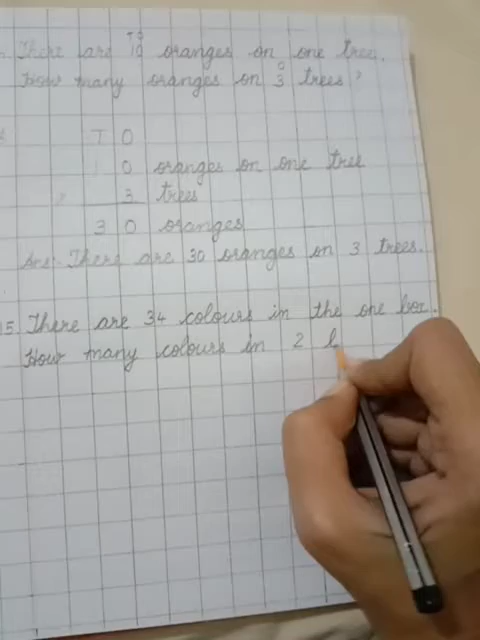 There are 10 oranges on one tree.
How many oranges on 3 trees?
T O
1 0 oranges on one tree
× 3 trees
3 0 oranges
Ans. There are 30 oranges on 3 trees.
5. There are 34 colours in the one box.
How many colours in 2 b